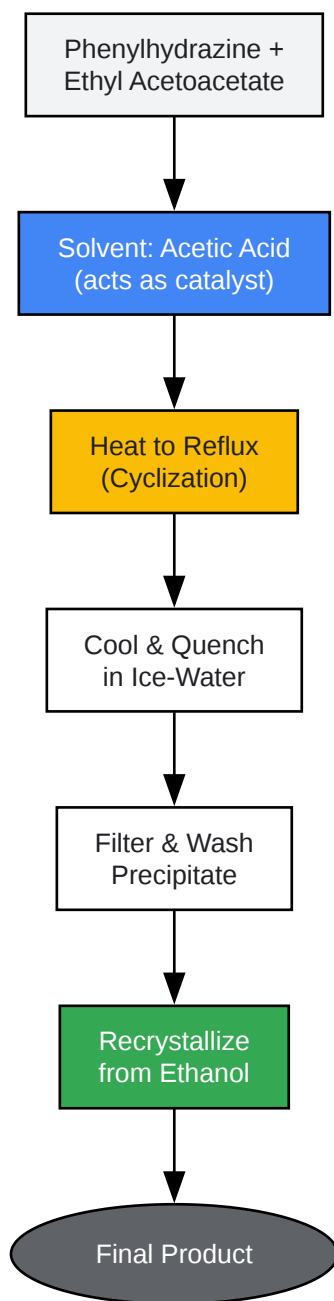 Phenylhydrazine +
Ethyl Acetoacetate
Solvent: Acetic Acid
(acts as catalyst)
Heat to Reflux
(Cyclization)
Cool & Quench
in Ice-Water
Filter & Wash
Precipitate
Recrystallize
from Ethanol
Final Product